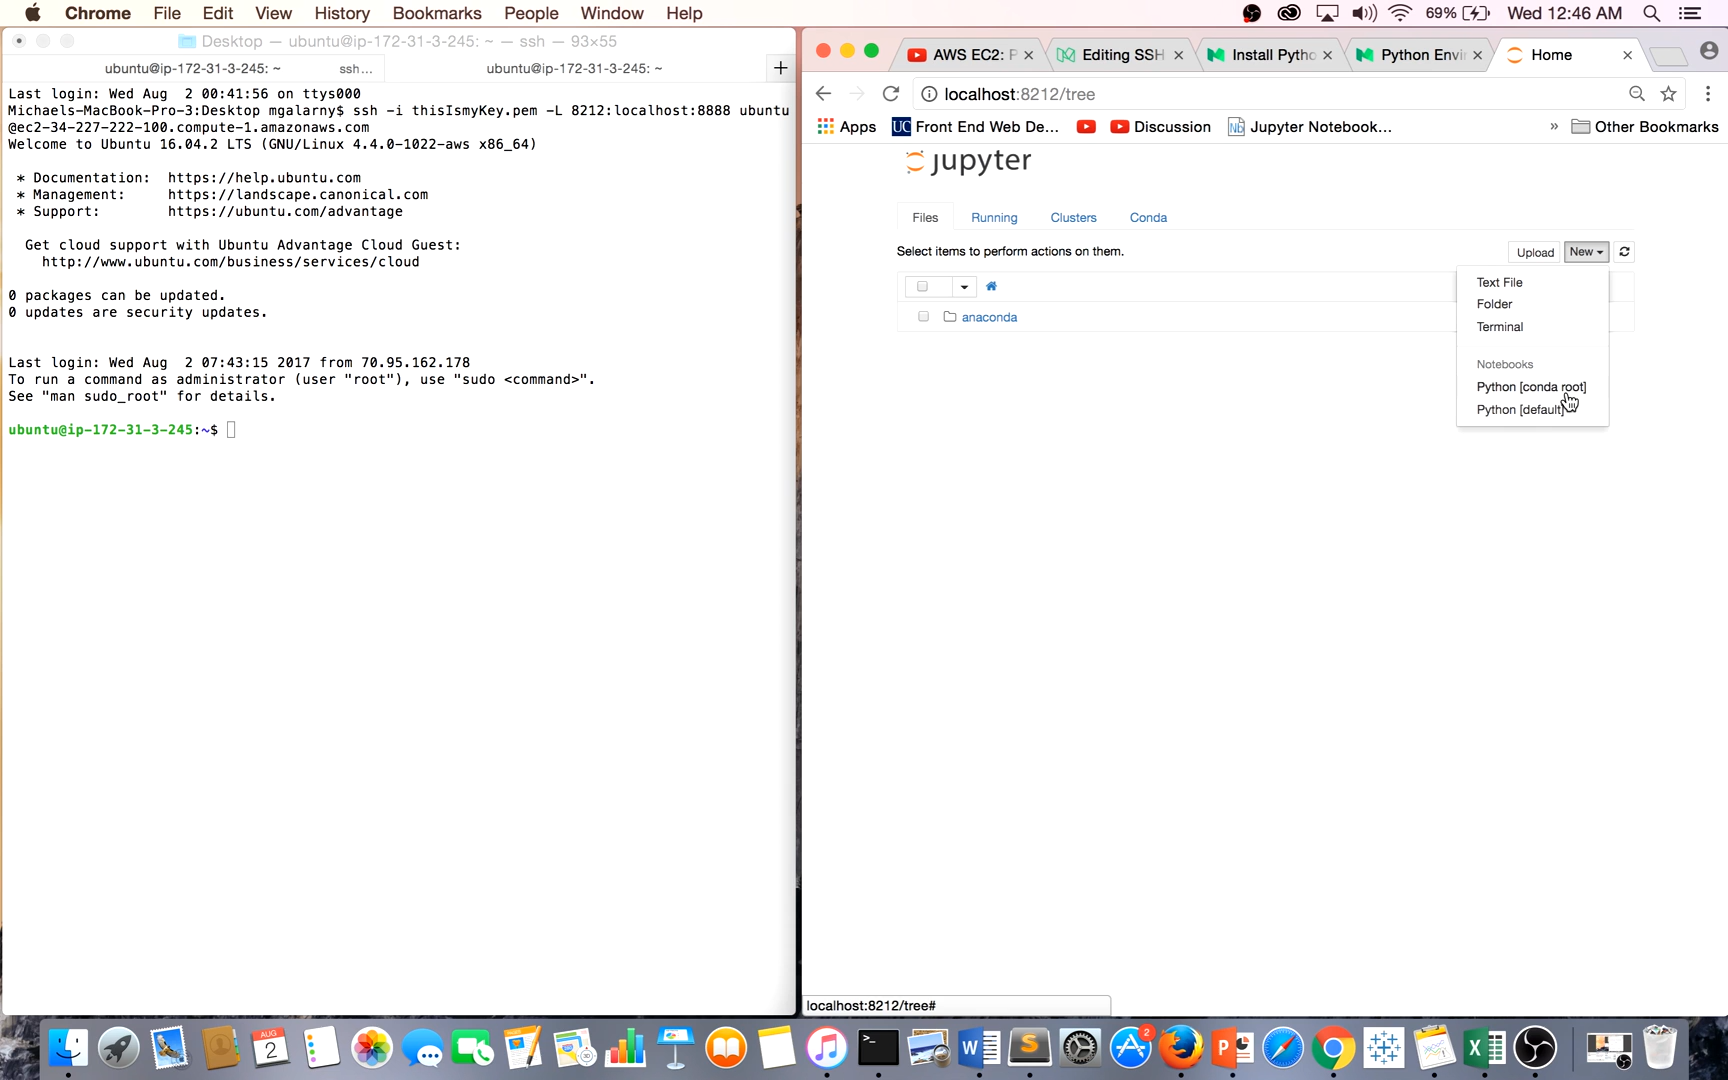 Chrome File Edit View History Bookmarks People Window Help
69% Wed 12:46 AM
Desktop — ubuntu@ip-172-31-3-245: ~ — ssh — 93×55
ubuntu@ip-172-31-3-245: ~ ssh... ubuntu@ip-172-31-3-245: ~ +
Last login: Wed Aug  2 00:41:56 on ttys000
Michaels-MacBook-Pro-3:Desktop mgalarny$ ssh -i thisIsmyKey.pem -L 8212:localhost:8888 ubuntu
@ec2-34-227-222-100.compute-1.amazonaws.com
Welcome to Ubuntu 16.04.2 LTS (GNU/Linux 4.4.0-1022-aws x86_64)
* Documentation:  https://help.ubuntu.com
* Management:     https://landscape.canonical.com
* Support:        https://ubuntu.com/advantage
Get cloud support with Ubuntu Advantage Cloud Guest:
http://www.ubuntu.com/business/services/cloud
0 packages can be updated.
0 updates are security updates.
Last login: Wed Aug  2 07:43:15 2017 from 70.95.162.178
To run a command as administrator (user "root"), use "sudo <command>".
See "man sudo_root" for details.
ubuntu@ip-172-31-3-245:~$
AWS EC2: P Editing SSH Install Pytho Python Envi Home
localhost:8212/tree
Apps UC Front End Web De... Discussion Nb Jupyter Notebook... » Other Bookmarks
jupyter
Files Running Clusters Conda
Select items to perform actions on them.
Upload New
anaconda
Text File
Folder
Terminal
Notebooks
Python [conda root]
Python [default]
localhost:8212/tree#
AUG
2
2